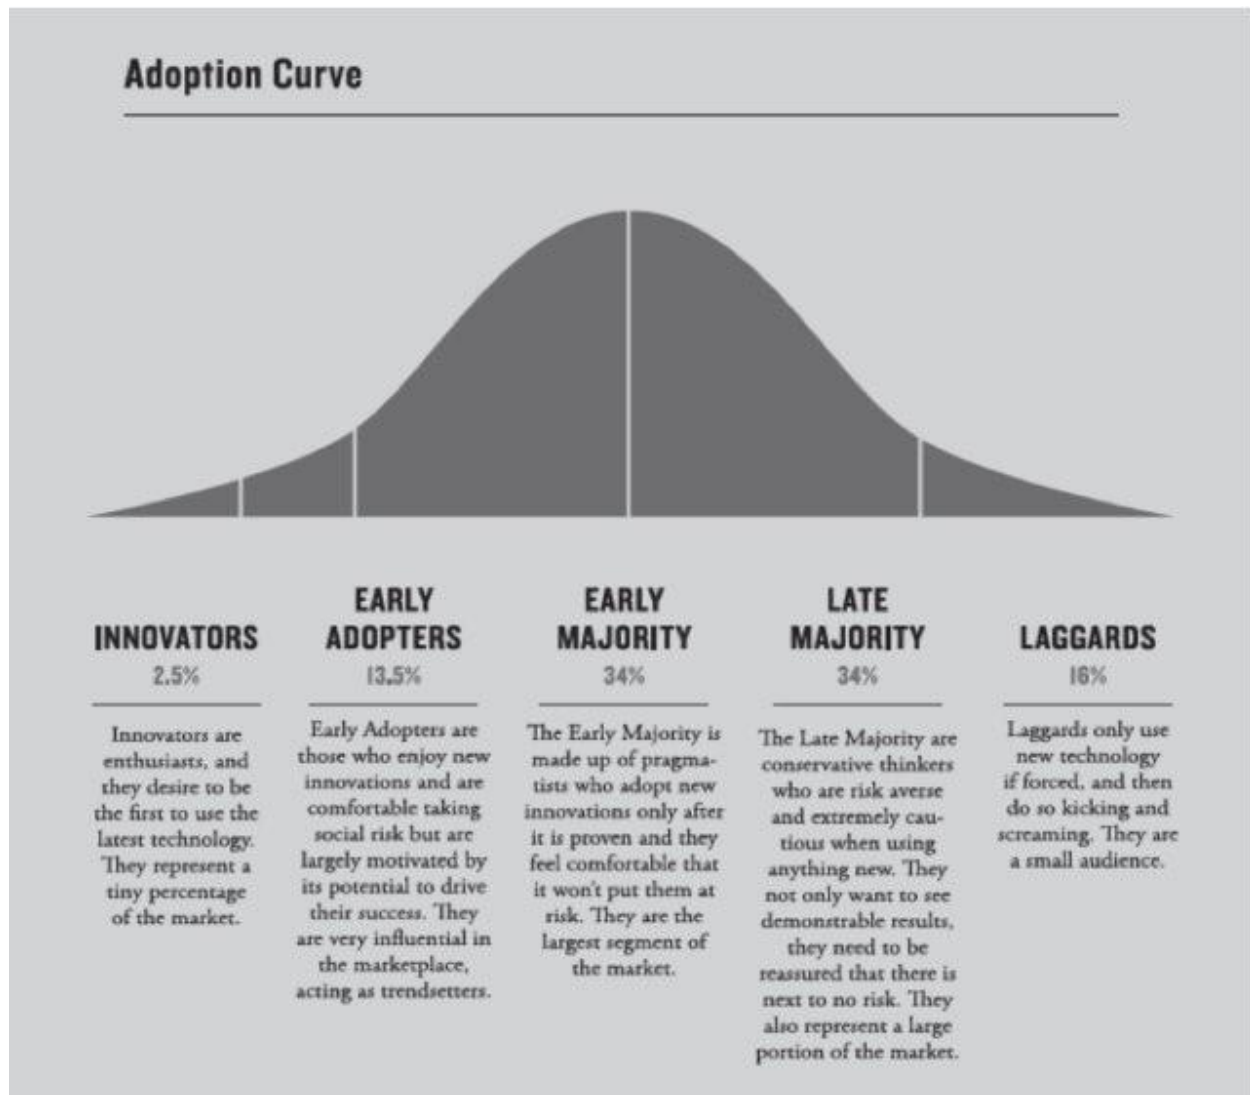 Adoption Curve
INNOVATORS
2.5%
Innovators are
enthusiasts, and
they desire to be
the first to use the
latest technology.
They represent a
tiny percentage
of the market.
EARLY
ADOPTERS
13.5%
Early Adopters are
those who enjoy new
innovations and are
comfortable taking
social risk but are
largely motivated by
its potential to drive
their success. They
are very influential in
the marketplace,
acting as trendsetters.
EARLY
MAJORITY
34%
The Early Majority is
made up of pragma-
tists who adopt new
innovations only after
it is proven and they
feel comfortable that
it won't put them at
risk. They are the
largest segment of
the market.
LATE
MAJORITY
34%
The Late Majority are
conservative thinkers
who are risk averse
and extremely cau-
tious when using
anything new. They
not only want to see
demonstrable results,
they need to be
reassured that there is
next to no risk. They
also represent a large
portion of the market.
LAGGARDS
16%
Laggards only use
new technology
if forced, and then
do so kicking and
screaming. They are
a small audience.